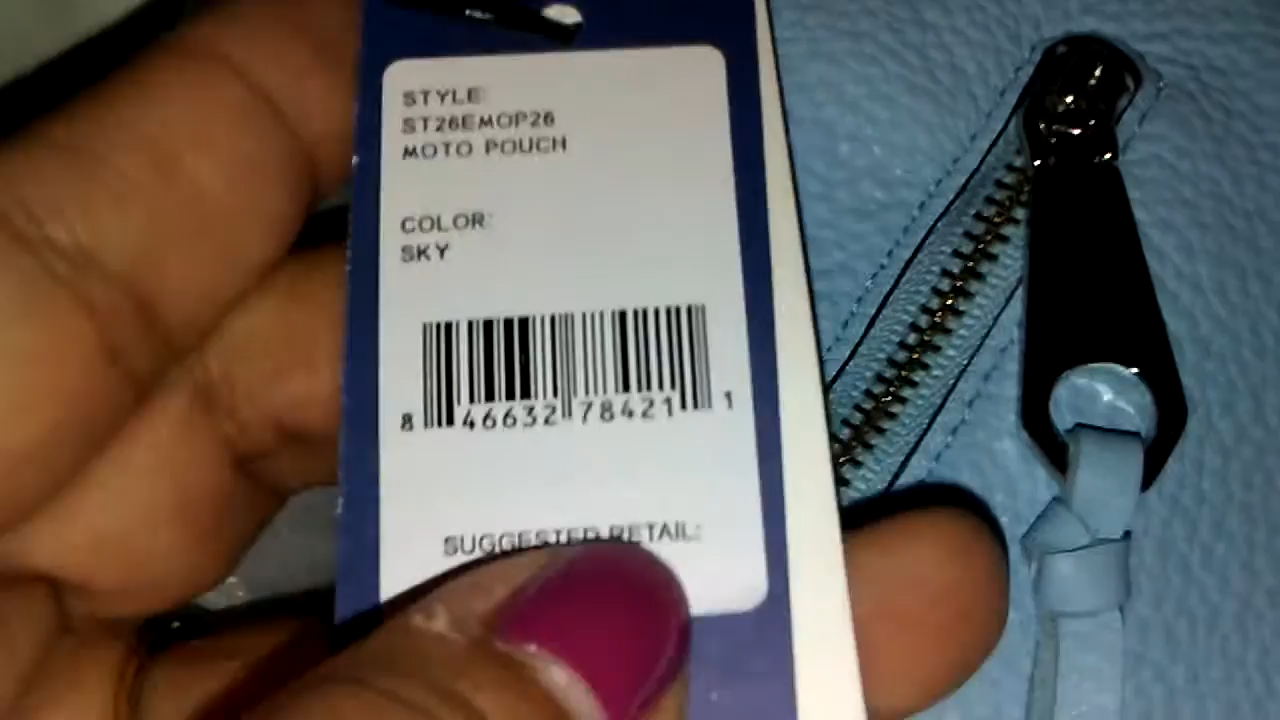 STYLE:
ST26EMOP26
MOTO POUCH
COLOR:
SKY
8 46632 78421 1
SUGGESTED RETAIL: